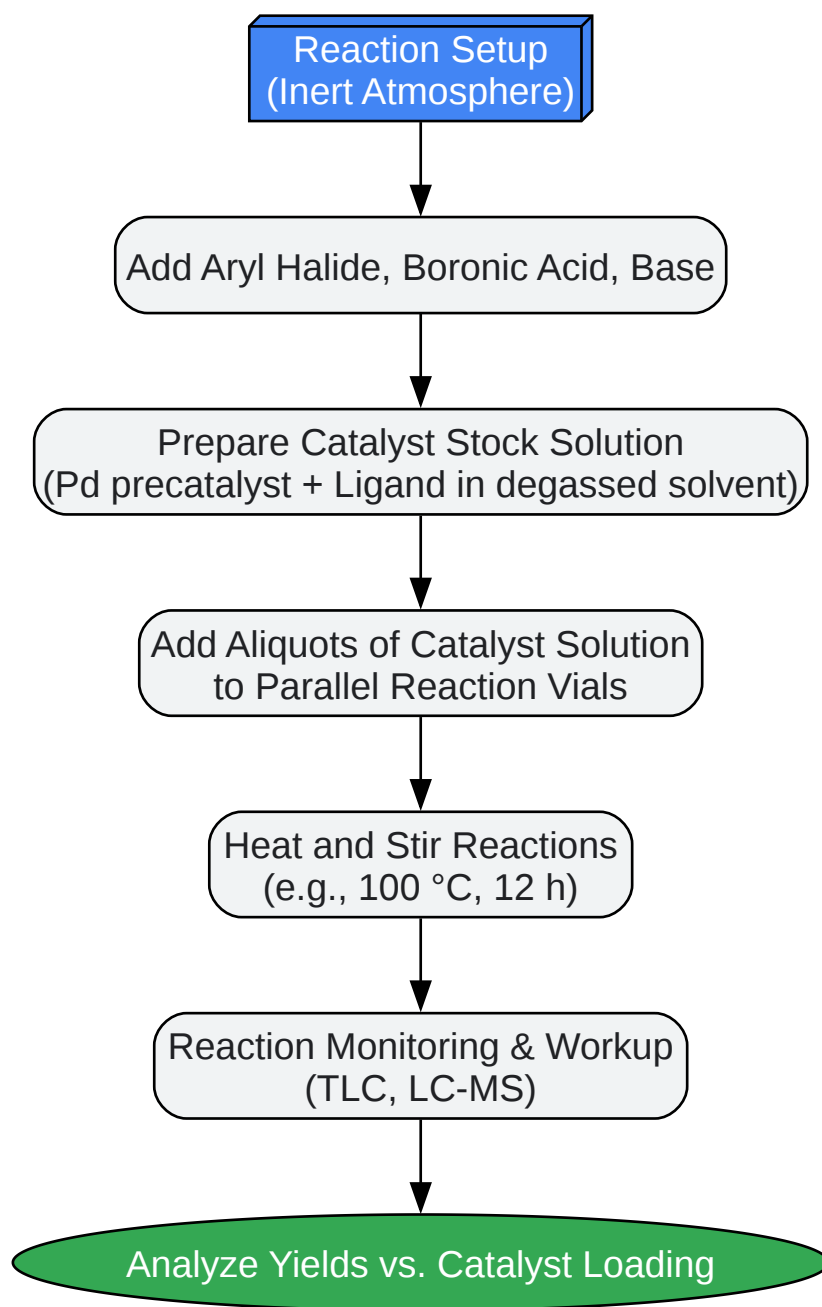 Reaction Setup
(Inert Atmosphere)
Add Aryl Halide, Boronic Acid, Base
Prepare Catalyst Stock Solution
(Pd precatalyst + Ligand in degassed solvent)
Add Aliquots of Catalyst Solution
to Parallel Reaction Vials
Heat and Stir Reactions
(e.g., 100 °C, 12 h)
Reaction Monitoring & Workup
(TLC, LC-MS)
Analyze Yields vs. Catalyst Loading